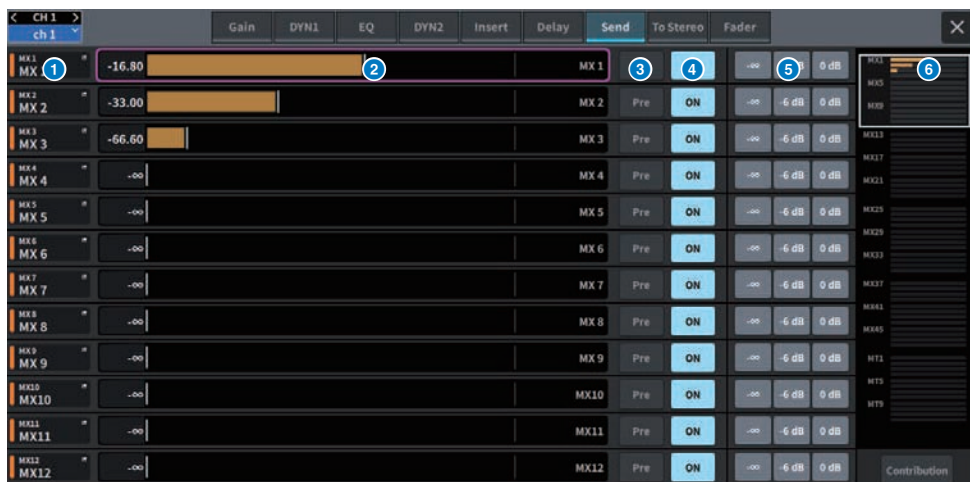 CH 1
ch 1
Gain DYN1 EQ DYN2 Insert Delay Send To Stereo Fader
MX1
MX 1 -16.80 2 MX 1 3 4 -∞ 5 0 dB
MX2
MX 2 -33.00 MX 2 Pre ON -∞ -6 dB 0 dB
MX3
MX 3 -66.60 MX 3 Pre ON -∞ -6 dB 0 dB
MX4
MX 4 -∞ MX 4 Pre ON -∞ -6 dB 0 dB
MX5
MX 5 -∞ MX 5 Pre ON -∞ -6 dB 0 dB
MX6
MX 6 -∞ MX 6 Pre ON -∞ -6 dB 0 dB
MX7
MX 7 -∞ MX 7 Pre ON -∞ -6 dB 0 dB
MX8
MX 8 -∞ MX 8 Pre ON -∞ -6 dB 0 dB
MX9
MX 9 -∞ MX 9 Pre ON -∞ -6 dB 0 dB
MX10
MX10 -∞ MX10 Pre ON -∞ -6 dB 0 dB
MX11
MX11 -∞ MX11 Pre ON -∞ -6 dB 0 dB
MX12
MX12 -∞ MX12 Pre ON -∞ -6 dB 0 dB
MX1 6
MX5
MX9
MX13
MX17
MX21
MX25
MX29
MX33
MX37
MX41
MX45
MT1
MT5
MT9
Contribution